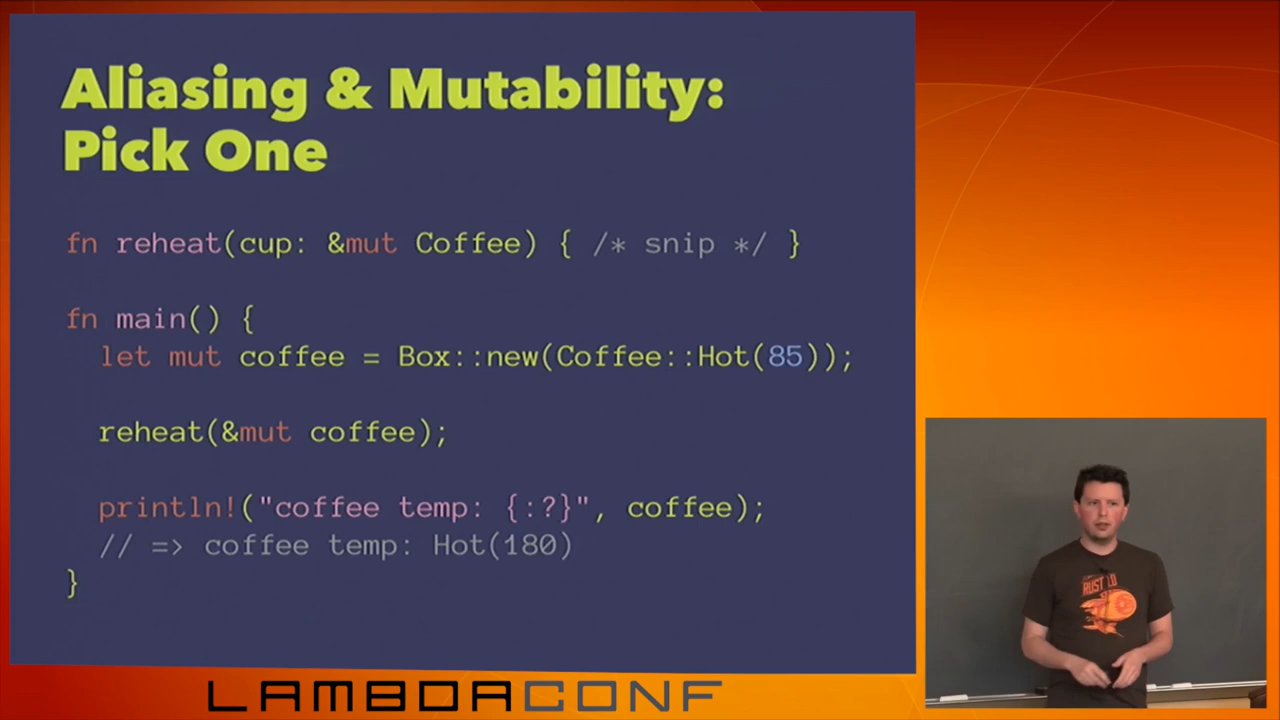 Aliasing & Mutability:
Pick One
fn reheat(cup: &mut Coffee) { /* snip */ }
fn main() {
let mut coffee = Box::new(Coffee::Hot(85));
reheat(&mut coffee);
println!("coffee temp: {:?}", coffee);
// => coffee temp: Hot(180)
}
RUST
LAMBDACONF